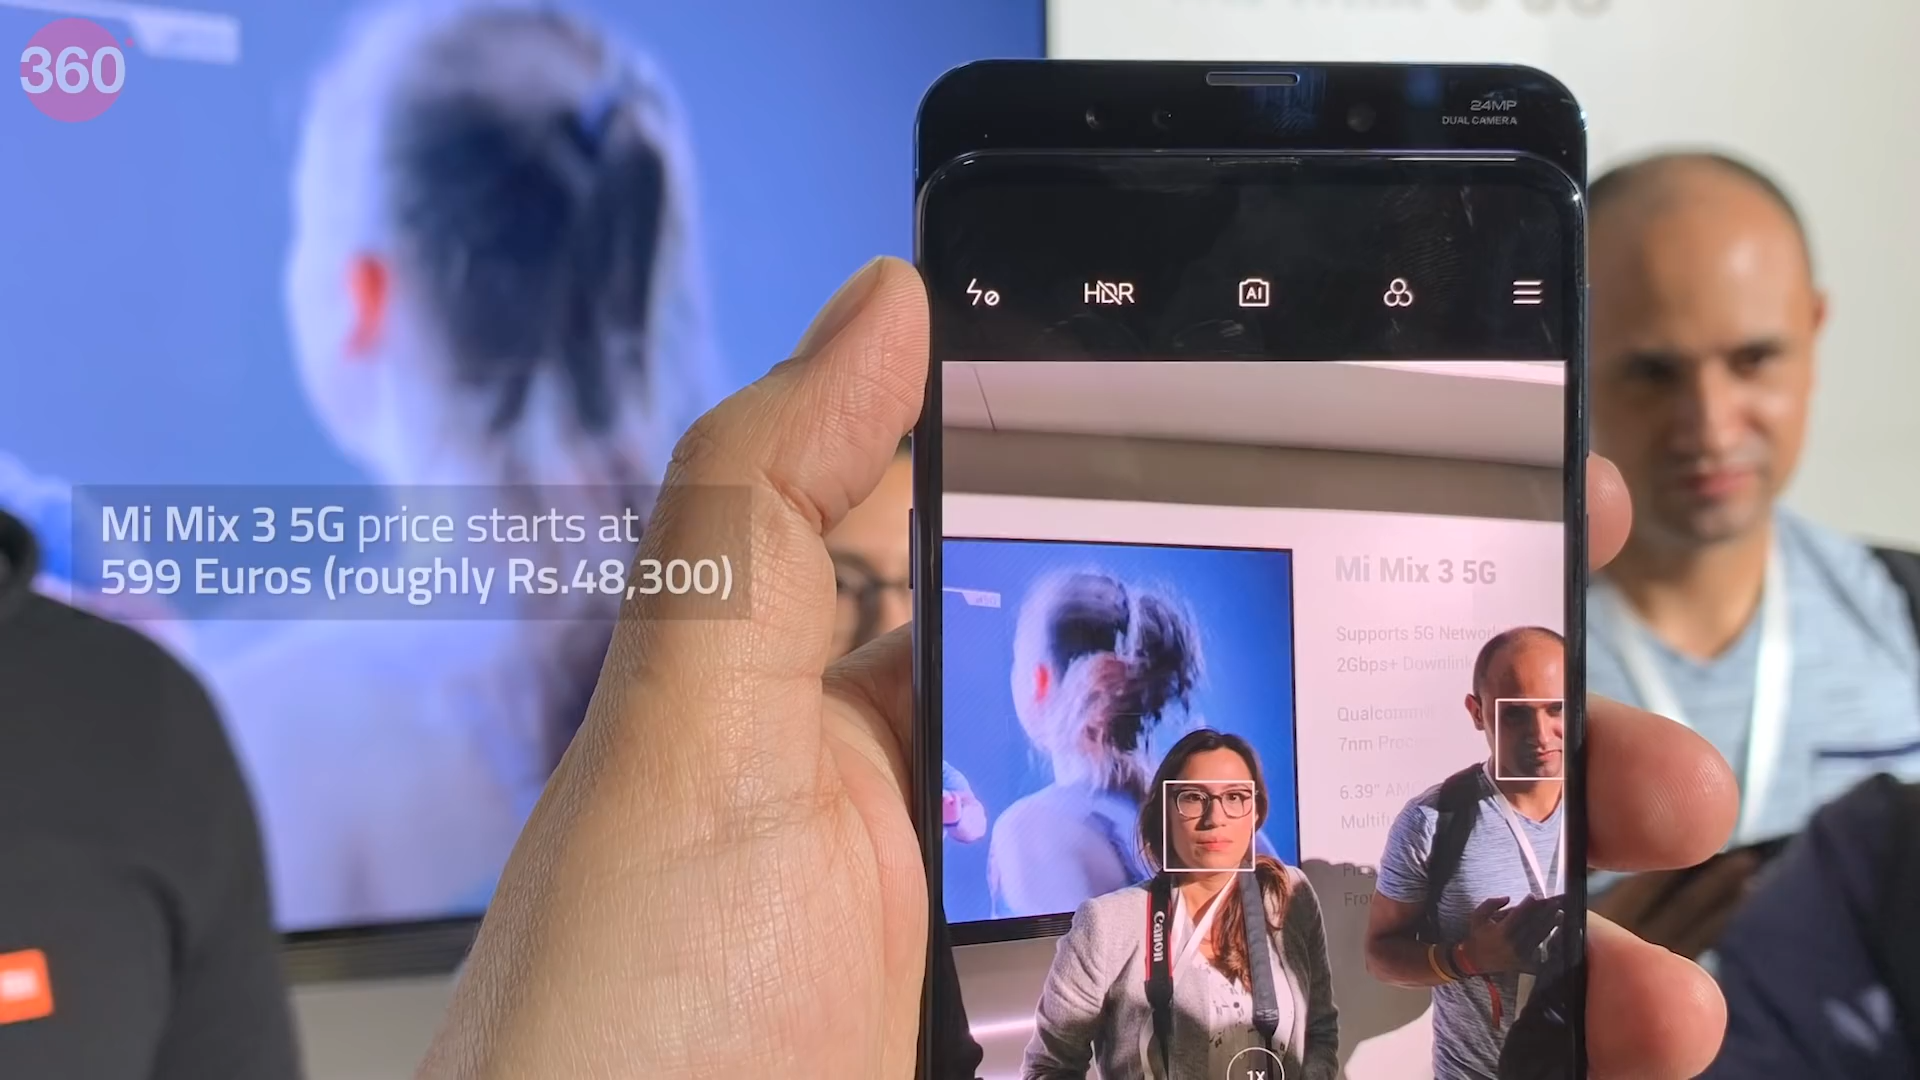 360
24MP
DUAL CAMERA
HDR
AI
Mi Mix 3 5G price starts at
599 Euros (roughly Rs.48,300)
Mi Mix 3 5G
Supports 5G Network
2Gbps+ Downlink
Qualcomm
7nm
6.39"
Canon
1X